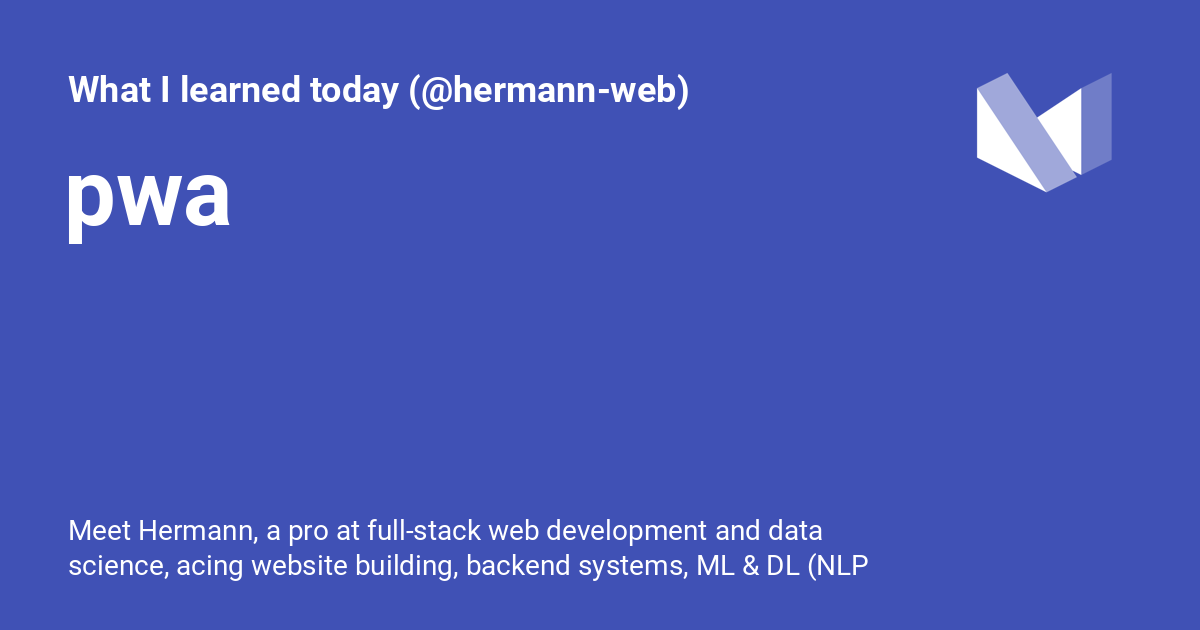 What I learned today (@hermann-web)
pwa
Meet Hermann, a pro at full-stack web development and data
science, acing website building, backend systems, ML & DL (NLP